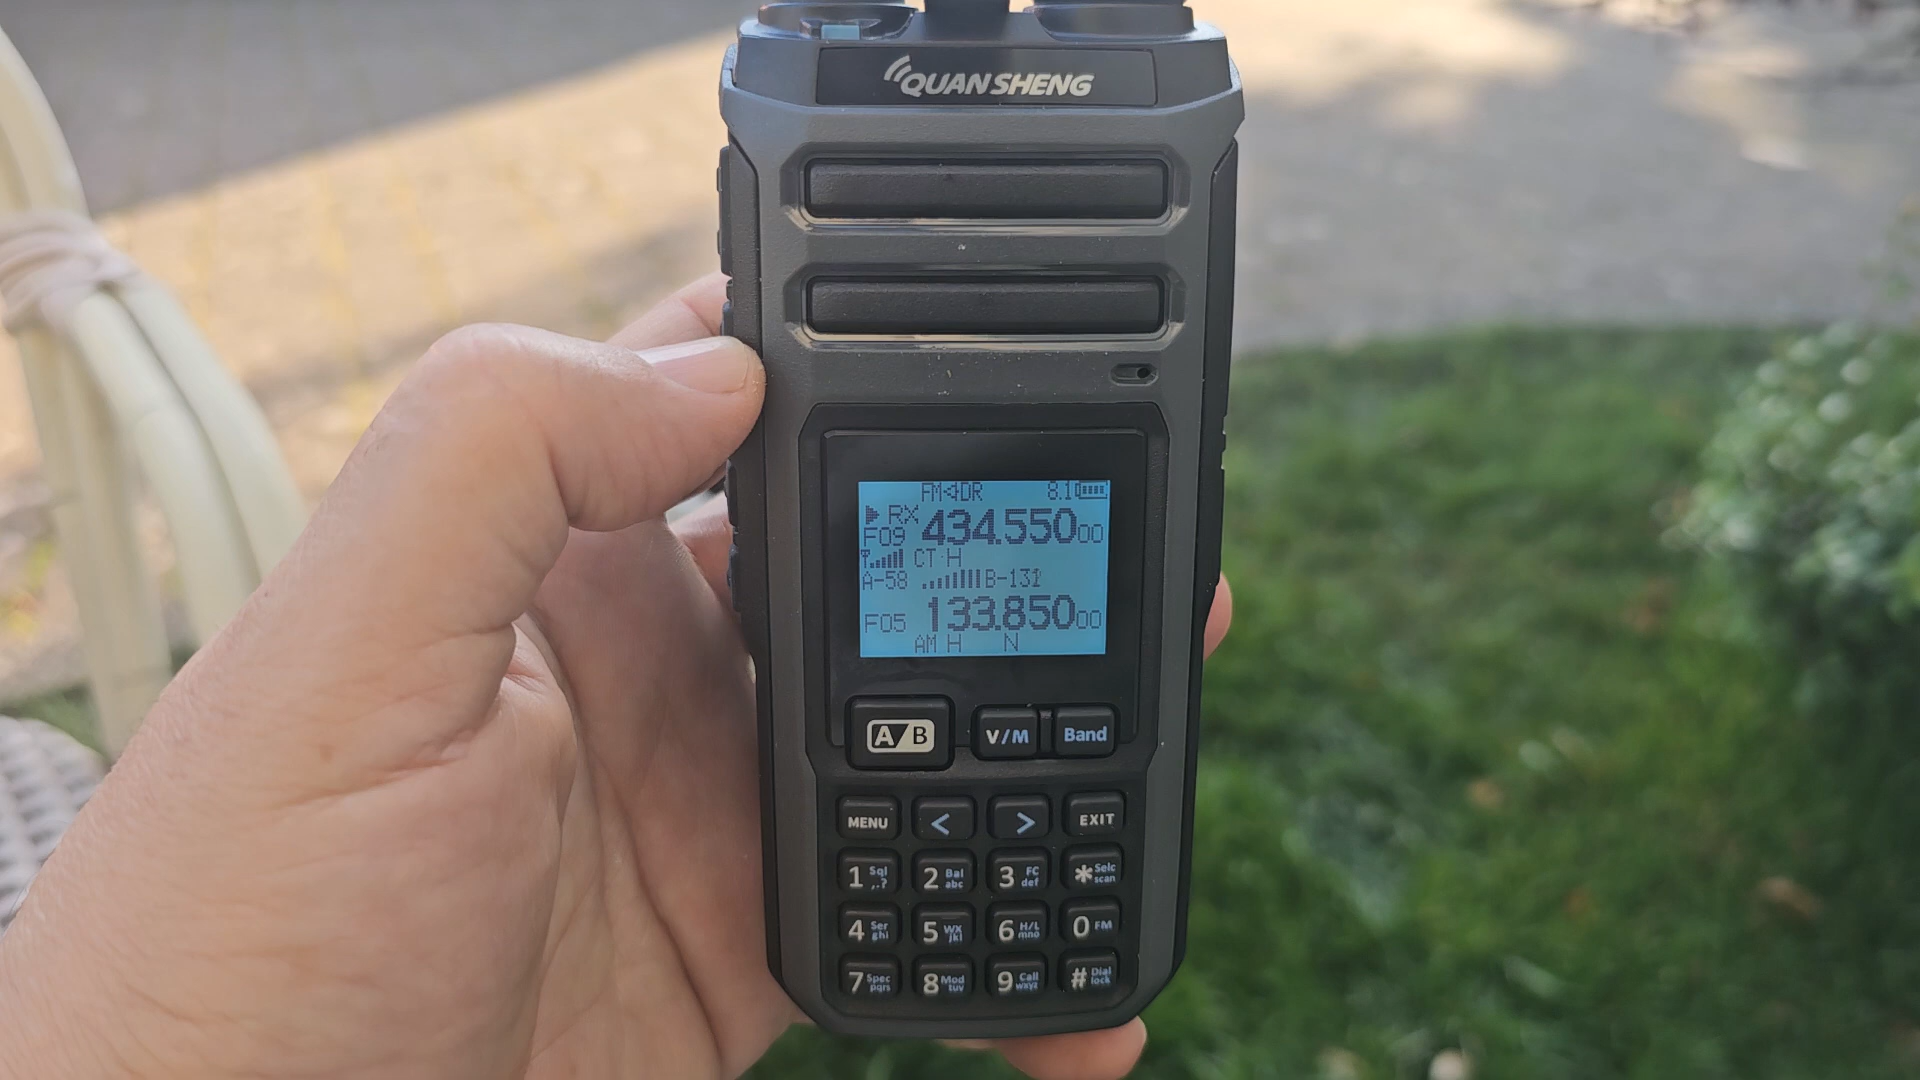 QUANSHENG
FM DR 8.10
RX 434.55000
F09
CT H
A-58 B-131
F05 133.85000
AM H N
A/B V/M Band
MENU < > EXIT
1 Sql ,.? 2 Bal abc 3 FC def * Selc scan
4 Ser ghi 5 WX jkl 6 H/L mno 0 FM
7 Spec pqrs 8 Mod tuv 9 Call wxyz # Dial lock